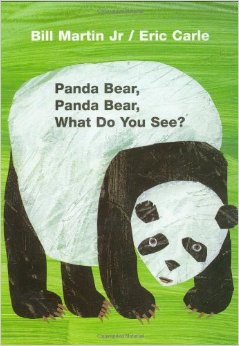 Bill Martin Jr / Eric Carle
Panda Bear,
Panda Bear,
What Do You See?